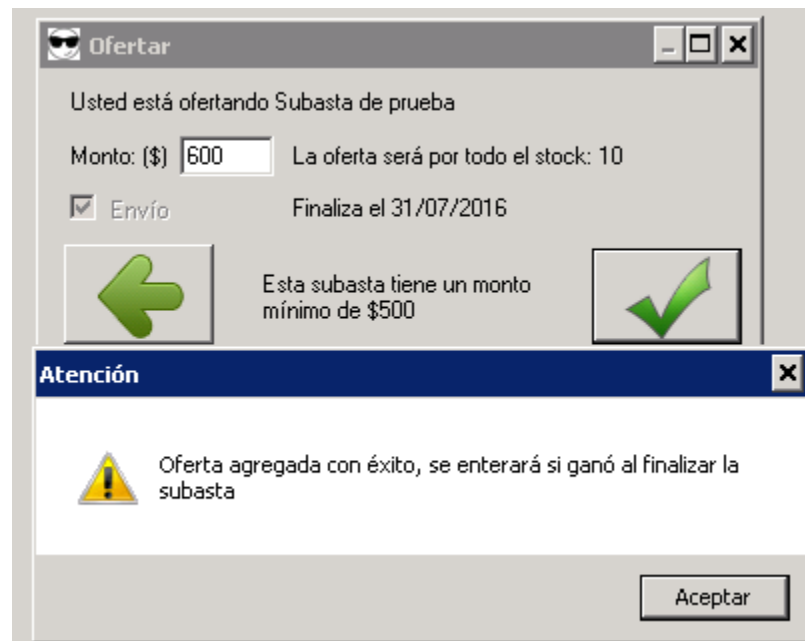 Ofertar
Usted está ofertando Subasta de prueba
Monto: ($) 600 La oferta será por todo el stock: 10
Envío Finaliza el 31/07/2016
Esta subasta tiene un monto
mínimo de $500
Atención
Oferta agregada con éxito, se enterará si ganó al finalizar la
subasta
Aceptar